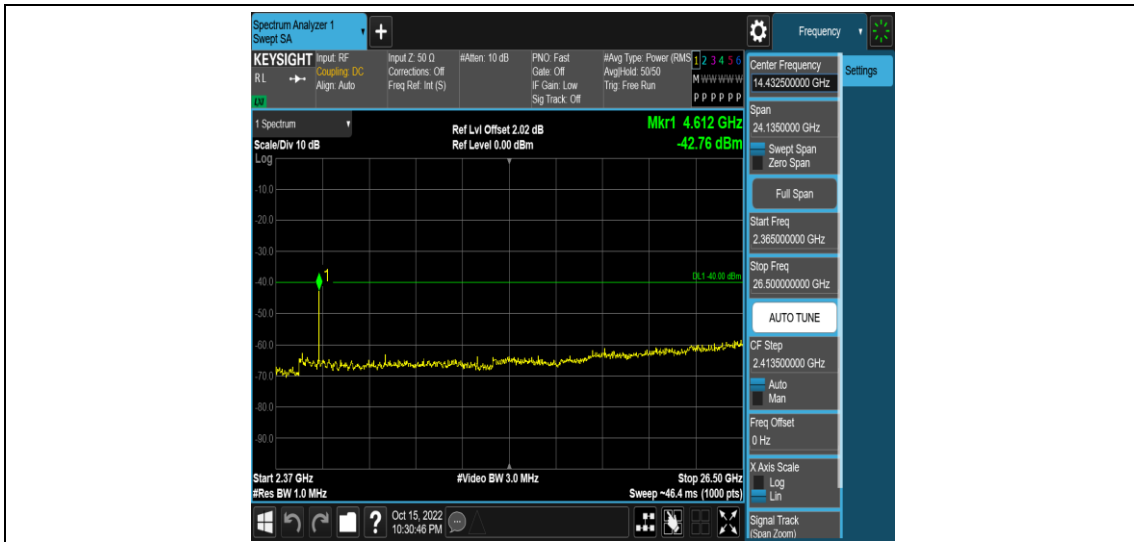 Spectrum Analyzer 1
Swept SA
+
Frequency
KEYSIGHT
RL
LXI
Input: RF
Coupling: DC
Align: Auto
Input Z: 50 Ω
Corrections: Off
Freq Ref: Int (S)
#Atten: 10 dB
PNO: Fast
Gate: Off
IF Gain: Low
Sig Track: Off
#Avg Type: Power (RMS
Avg|Hold: 50/50
Trig: Free Run
1 2 3 4 5 6
M W W W W W
P P P P P P
1 Spectrum
Scale/Div 10 dB
Ref Lvl Offset 2.02 dB
Ref Level 0.00 dBm
Mkr1 4.612 GHz
-42.76 dBm
Log
-10.0
-20.0
-30.0
-40.0
-50.0
-60.0
-70.0
-80.0
-90.0
1
DL1 -40.00 dBm
Start 2.37 GHz
#Res BW 1.0 MHz
#Video BW 3.0 MHz
Stop 26.50 GHz
Sweep ~46.4 ms (1000 pts)
?
Oct 15, 2022
10:30:46 PM
Center Frequency
14.432500000 GHz
Settings
Span
24.1350000 GHz
Swept Span
Zero Span
Full Span
Start Freq
2.365000000 GHz
Stop Freq
26.500000000 GHz
AUTO TUNE
CF Step
2.413500000 GHz
Auto
Man
Freq Offset
0 Hz
X Axis Scale
Log
Lin
Signal Track
(Span Zoom)